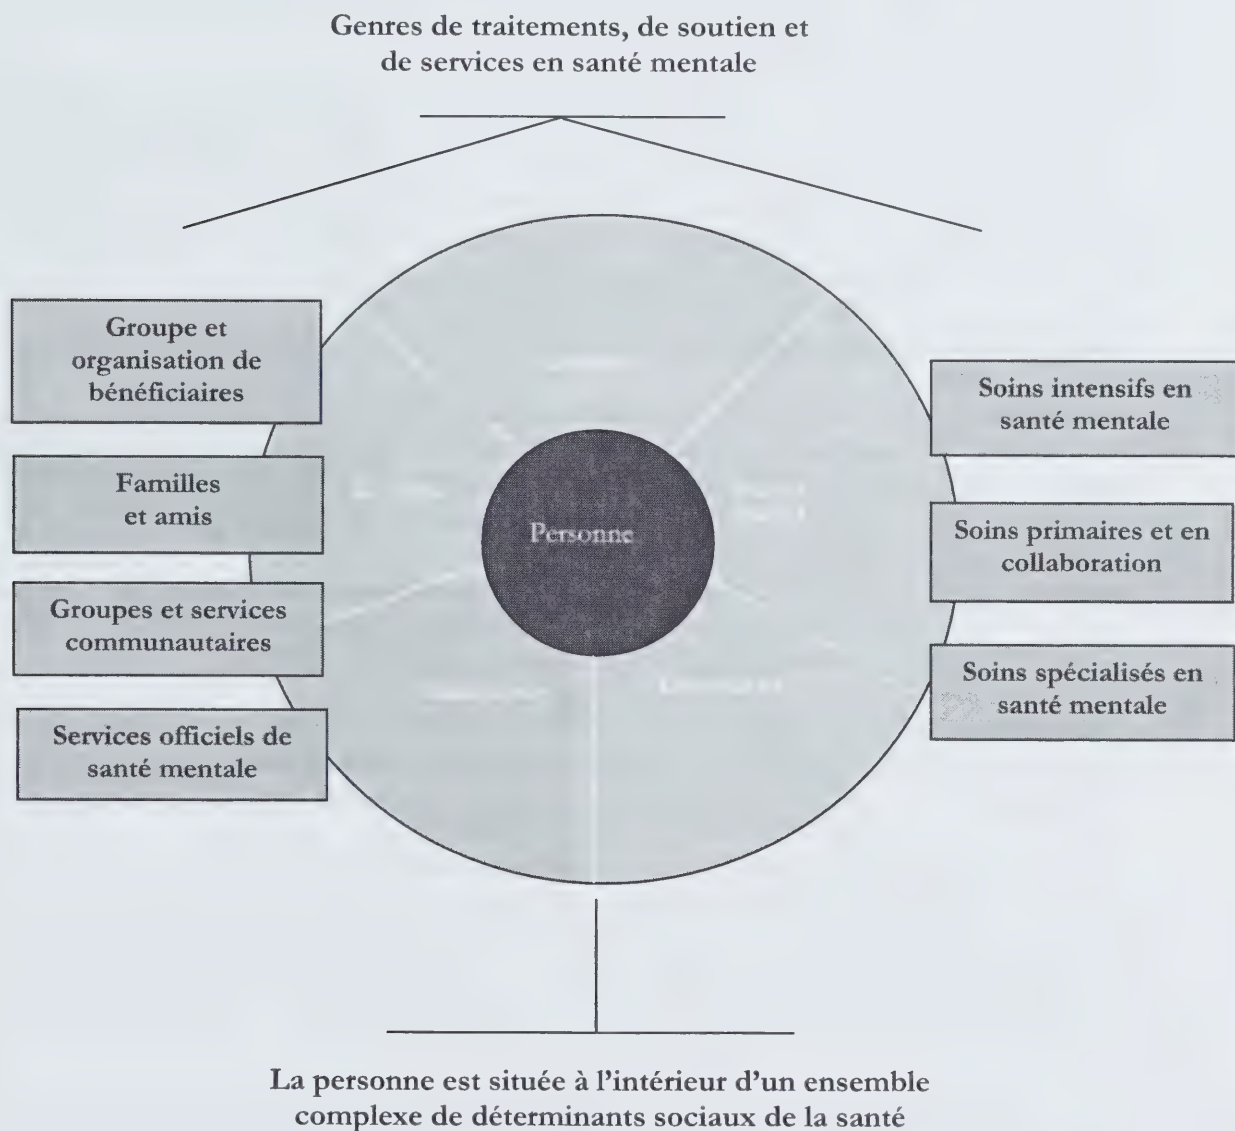 Genres de traitements, de soutien et
de services en santé mentale
Groupe et
organisation de
bénéficiaires
Familles
et amis
Groupes et services
communautaires
Services officiels de
santé mentale
Personne
Soins intensifs en
santé mentale
Soins primaires et en
collaboration
Soins spécialisés en
santé mentale
La personne est située à l'intérieur d'un ensemble
complexe de déterminants sociaux de la santé